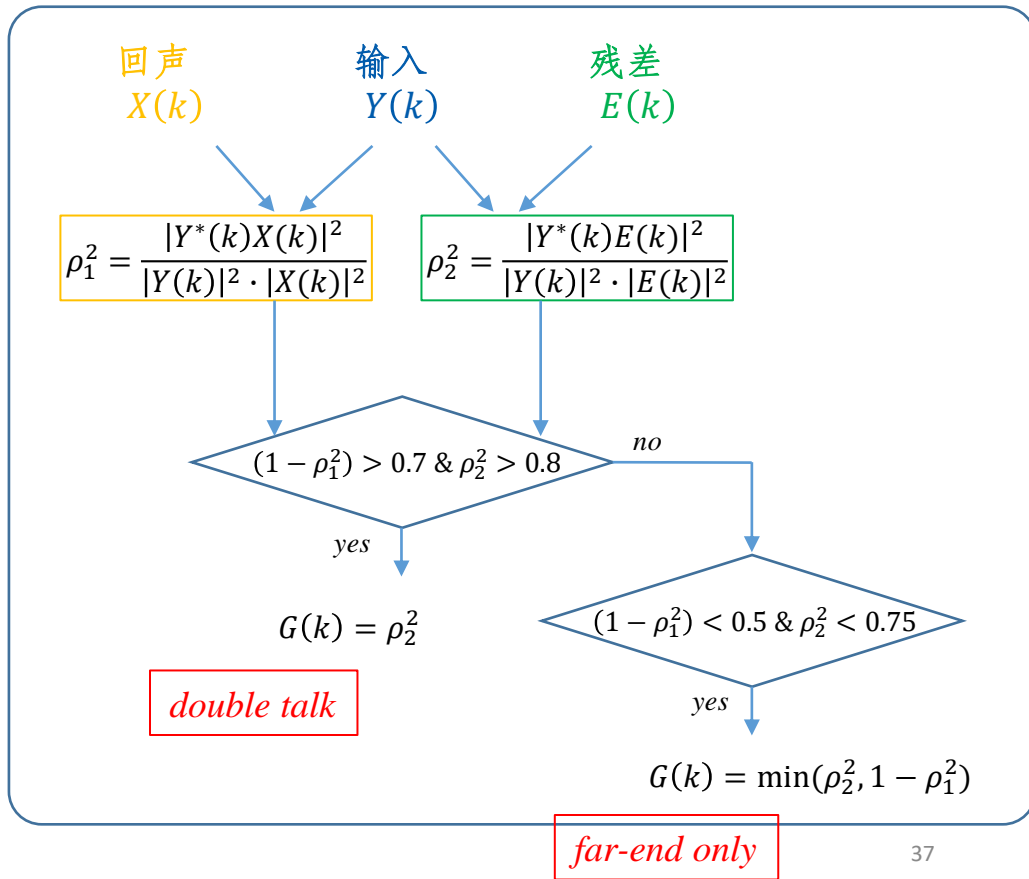 回声 输入 残差
X(k) Y(k) E(k)
ρ₁² = |Y*(k)X(k)|² / |Y(k)|² · |X(k)|² ρ₂² = |Y*(k)E(k)|² / |Y(k)|² · |E(k)|²
(1 − ρ₁²) > 0.7 & ρ₂² > 0.8 no
yes
(1 − ρ₁²) < 0.5 & ρ₂² < 0.75
G(k) = ρ₂²
double talk
yes
G(k) = min(ρ₂², 1 − ρ₁²)
far-end only
37